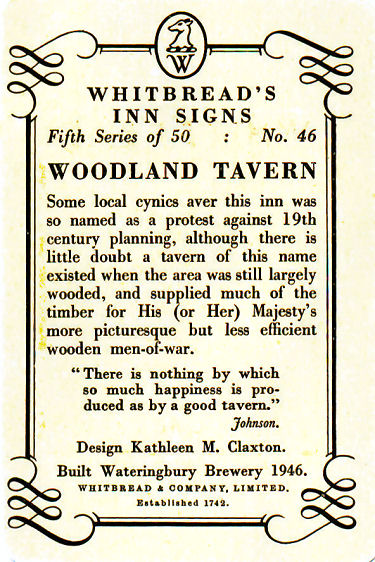 W
WHITBREAD'S
INN SIGNS
Fifth Series of 50 : No. 46
WOODLAND TAVERN
Some local cynics aver this inn was
so named as a protest against 19th
century planning, although there is
little doubt a tavern of this name
existed when the area was still largely
wooded, and supplied much of the
timber for His (or Her) Majesty's
more picturesque but less efficient
wooden men-of-war.
"There is nothing by which
so much happiness is pro-
duced as by a good tavern."
Johnson.
Design Kathleen M. Claxton.
Built Wateringbury Brewery 1946.
WHITBREAD & COMPANY, LIMITED.
Established 1742.